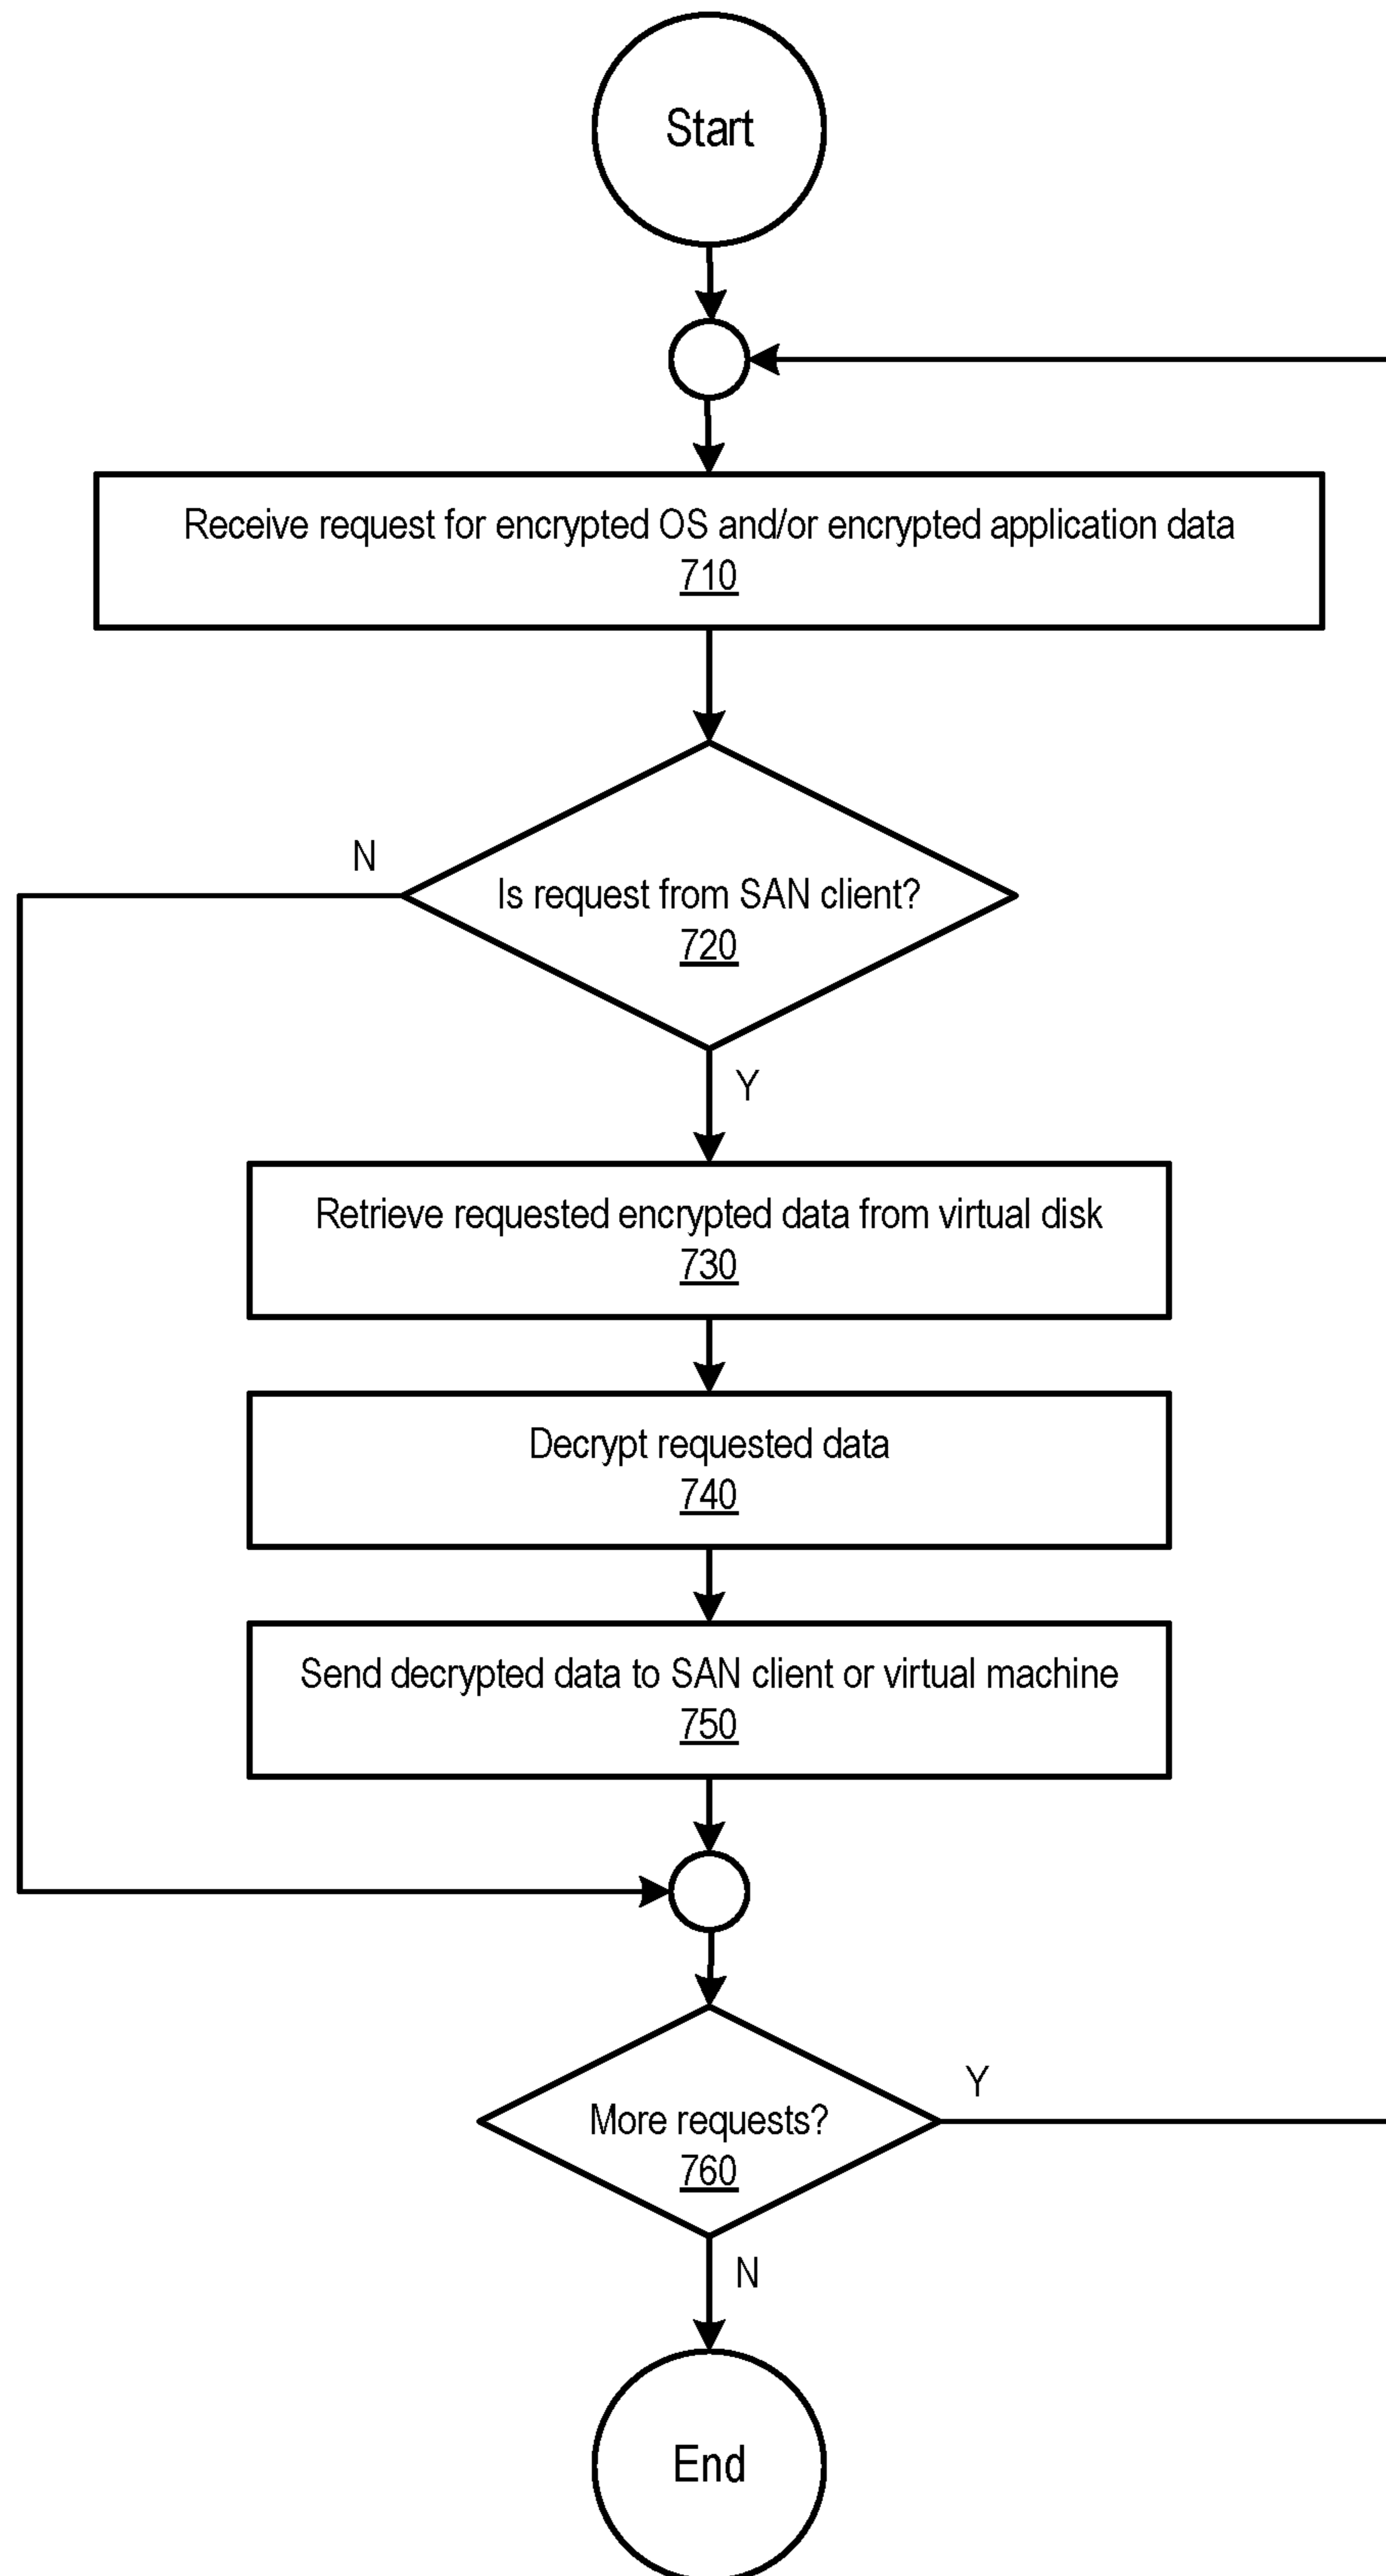 Start
Receive request for encrypted OS and/or encrypted application data
710
N
Is request from SAN client?
720
Y
Retrieve requested encrypted data from virtual disk
730
Decrypt requested data
740
Send decrypted data to SAN client or virtual machine
750
Y
More requests?
760
N
End